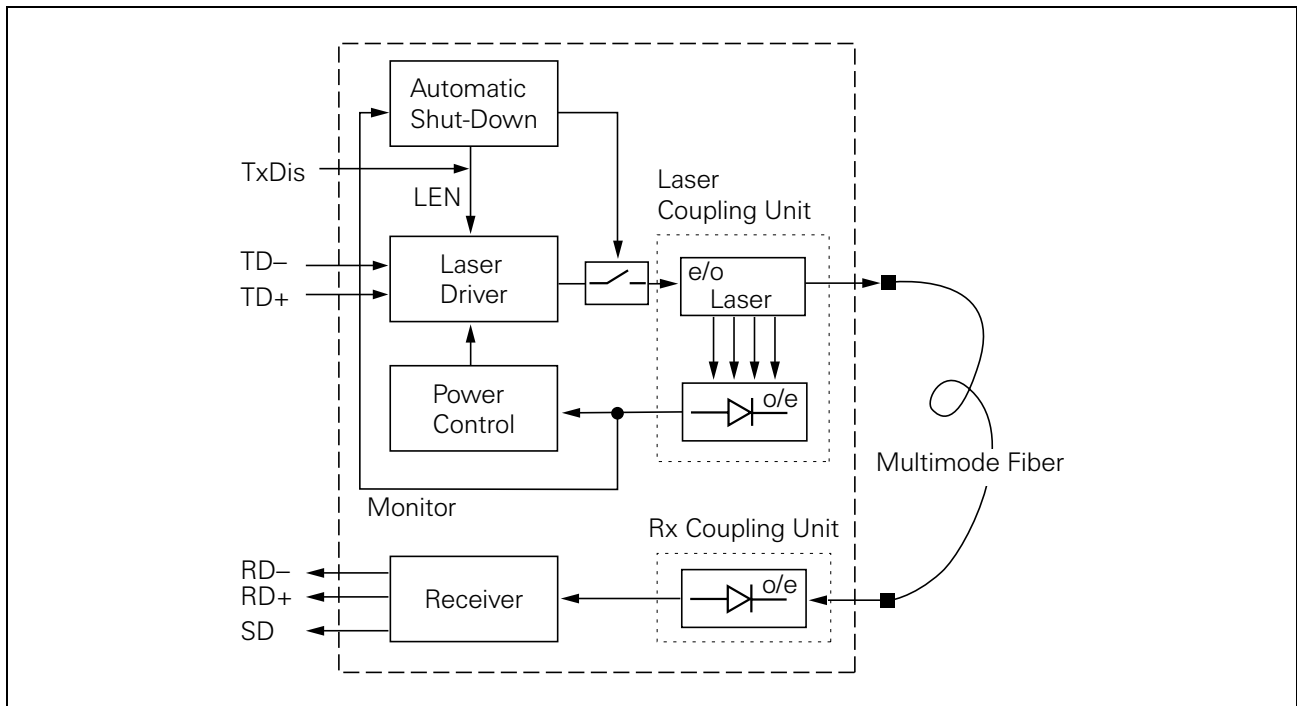 Automatic
Shut-Down
TxDis
LEN
Laser
Coupling Unit
TD–
TD+
Laser
Driver
e/o
Laser
Power
Control
o/e
Multimode Fiber
Monitor
Rx Coupling Unit
RD–
RD+
SD
Receiver
o/e